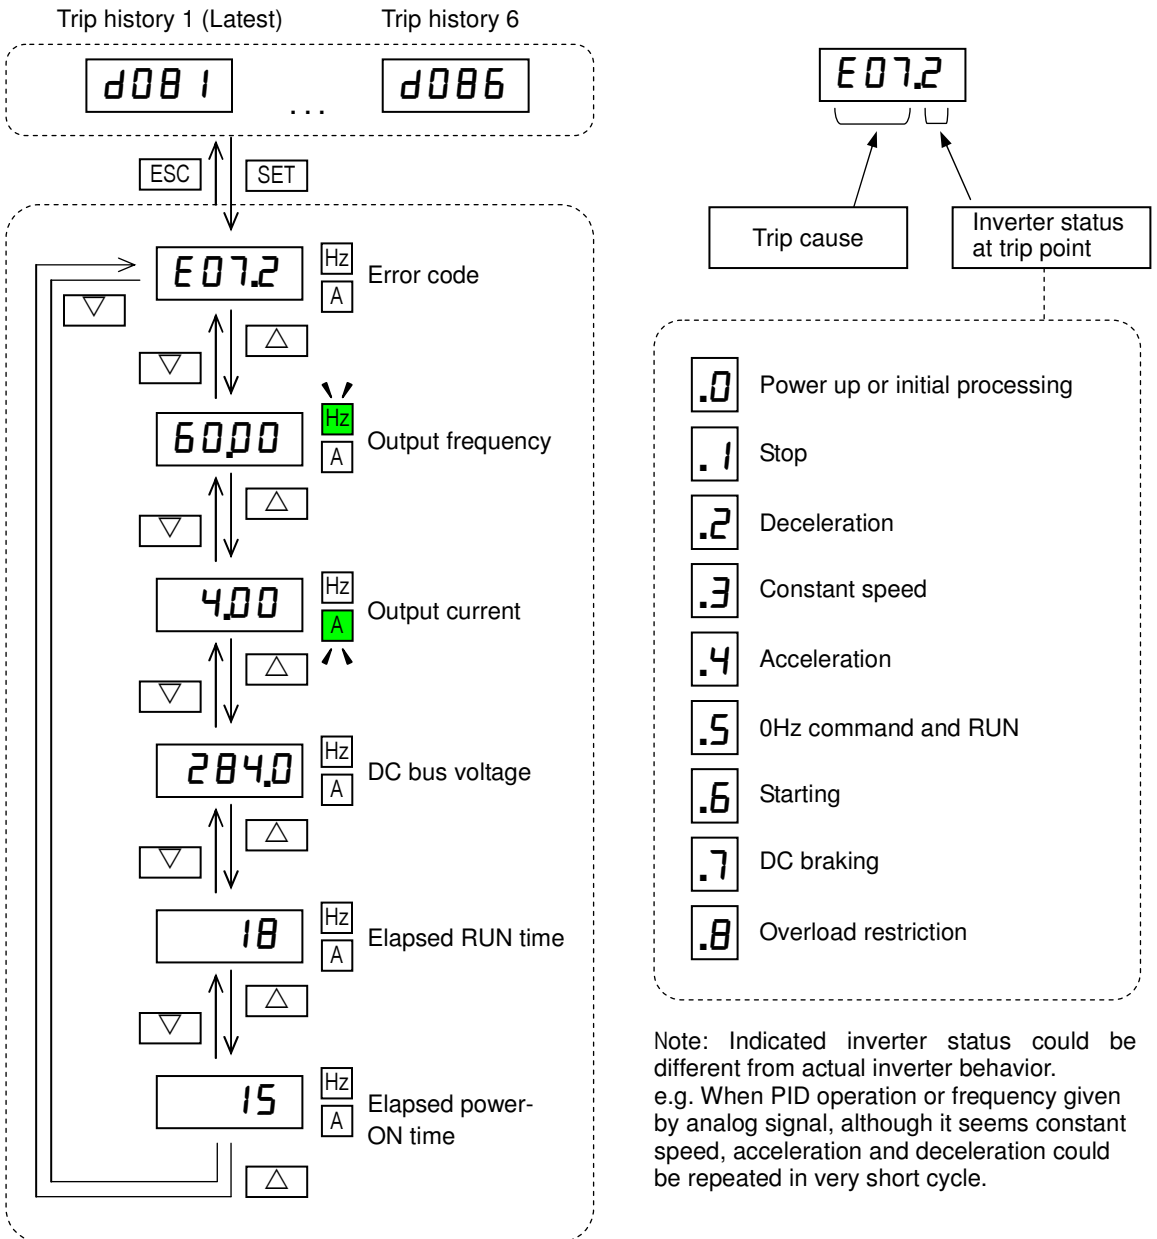 Trip history 1 (Latest)
Trip history 6
d081
...
d086
ESC
SET
E07.2
Hz
A
Error code
▽
▽
△
60.00
Hz
A
Output frequency
▽
△
4.00
Hz
A
Output current
▽
△
284.0
Hz
A
DC bus voltage
▽
△
18
Hz
A
Elapsed RUN time
▽
△
15
Hz
A
Elapsed power-
ON time
△
E07.2
Trip cause
Inverter status
at trip point
.0 Power up or initial processing
.1 Stop
.2 Deceleration
.3 Constant speed
.4 Acceleration
.5 0Hz command and RUN
.6 Starting
.7 DC braking
.8 Overload restriction
Note: Indicated inverter status could be
different from actual inverter behavior.
e.g. When PID operation or frequency given
by analog signal, although it seems constant
speed, acceleration and deceleration could
be repeated in very short cycle.